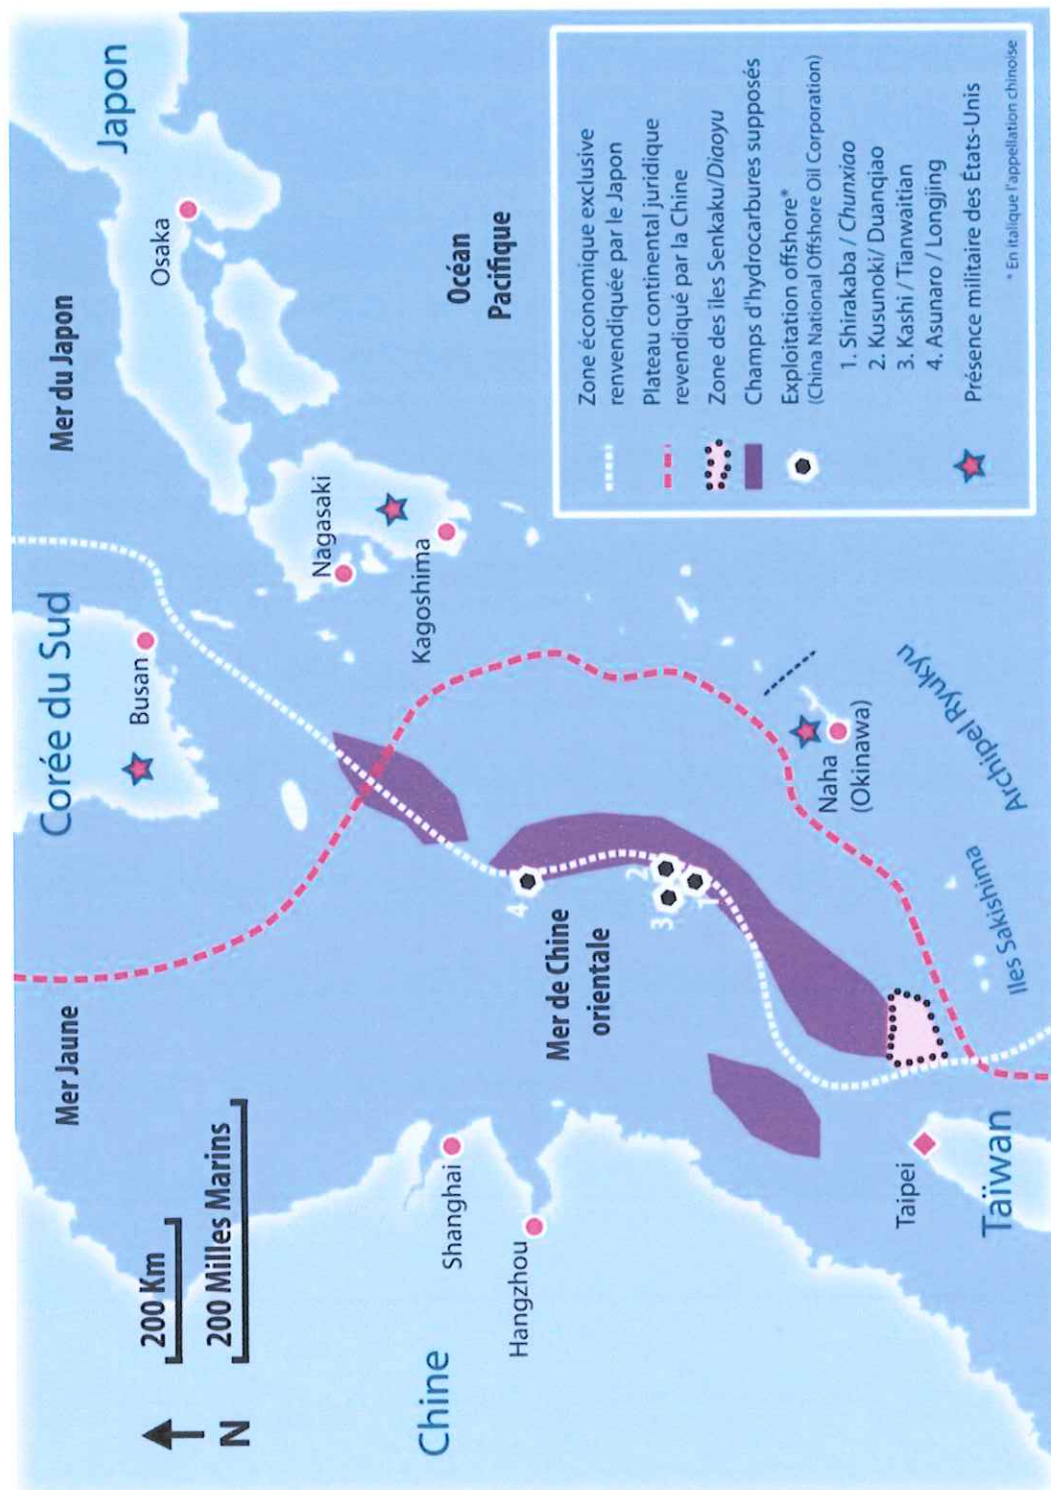 N
200 Km
200 Milles Marins
Mer Jaune
Corée du Sud
Busan
Mer du Japon
Japon
Osaka
Chine
Shanghai
Hangzhou
Nagasaki
Kagoshima
Océan
Pacifique
Mer de Chine
orientale
4
3
2
1
Taipei
Taïwan
Naha
(Okinawa)
Archipel Ryukyu
Iles Sakishima
Zone économique exclusive
renvendiquée par le Japon
Plateau continental juridique
revendiqué par la Chine
Zone des îles Senkaku/Diaoyu
Champs d'hydrocarbures supposés
Exploitation offshore*
(China National Offshore Oil Corporation)
1. Shirakaba / Chunxiao
2. Kusunoki/ Duanqiao
3. Kashi / Tianwaitian
4. Asunaro / Longjing
Présence militaire des États-Unis
* En italique l'appellation chinoise